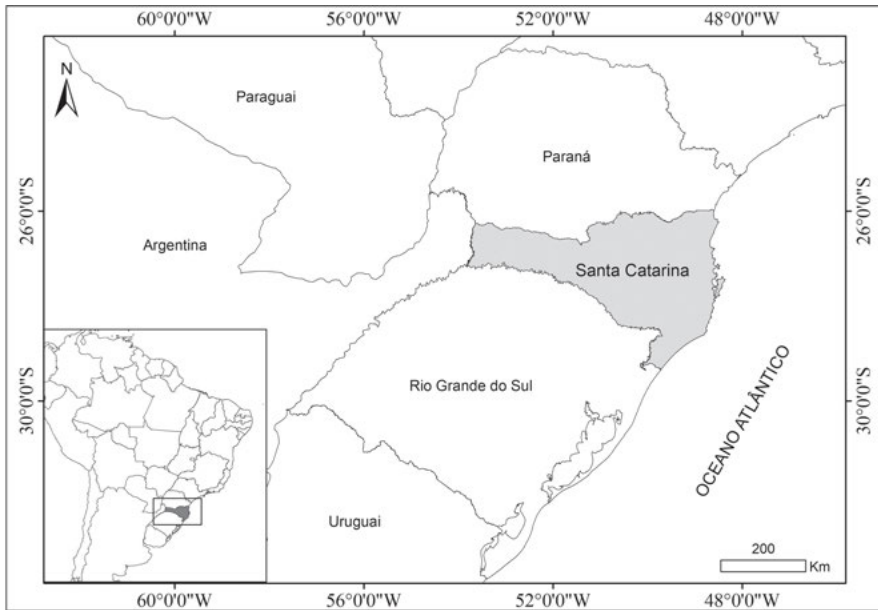 60°0'0"W 56°0'0"W 52°0'0"W 48°0'0"W
N
Paraguai
Paraná
26°0'0"S
26°0'0"S
Argentina
Santa Catarina
Rio Grande do Sul
30°0'0"S
30°0'0"S
OCEANO ATLÂNTICO
Uruguai
200
Km
60°0'0"W 56°0'0"W 52°0'0"W 48°0'0"W